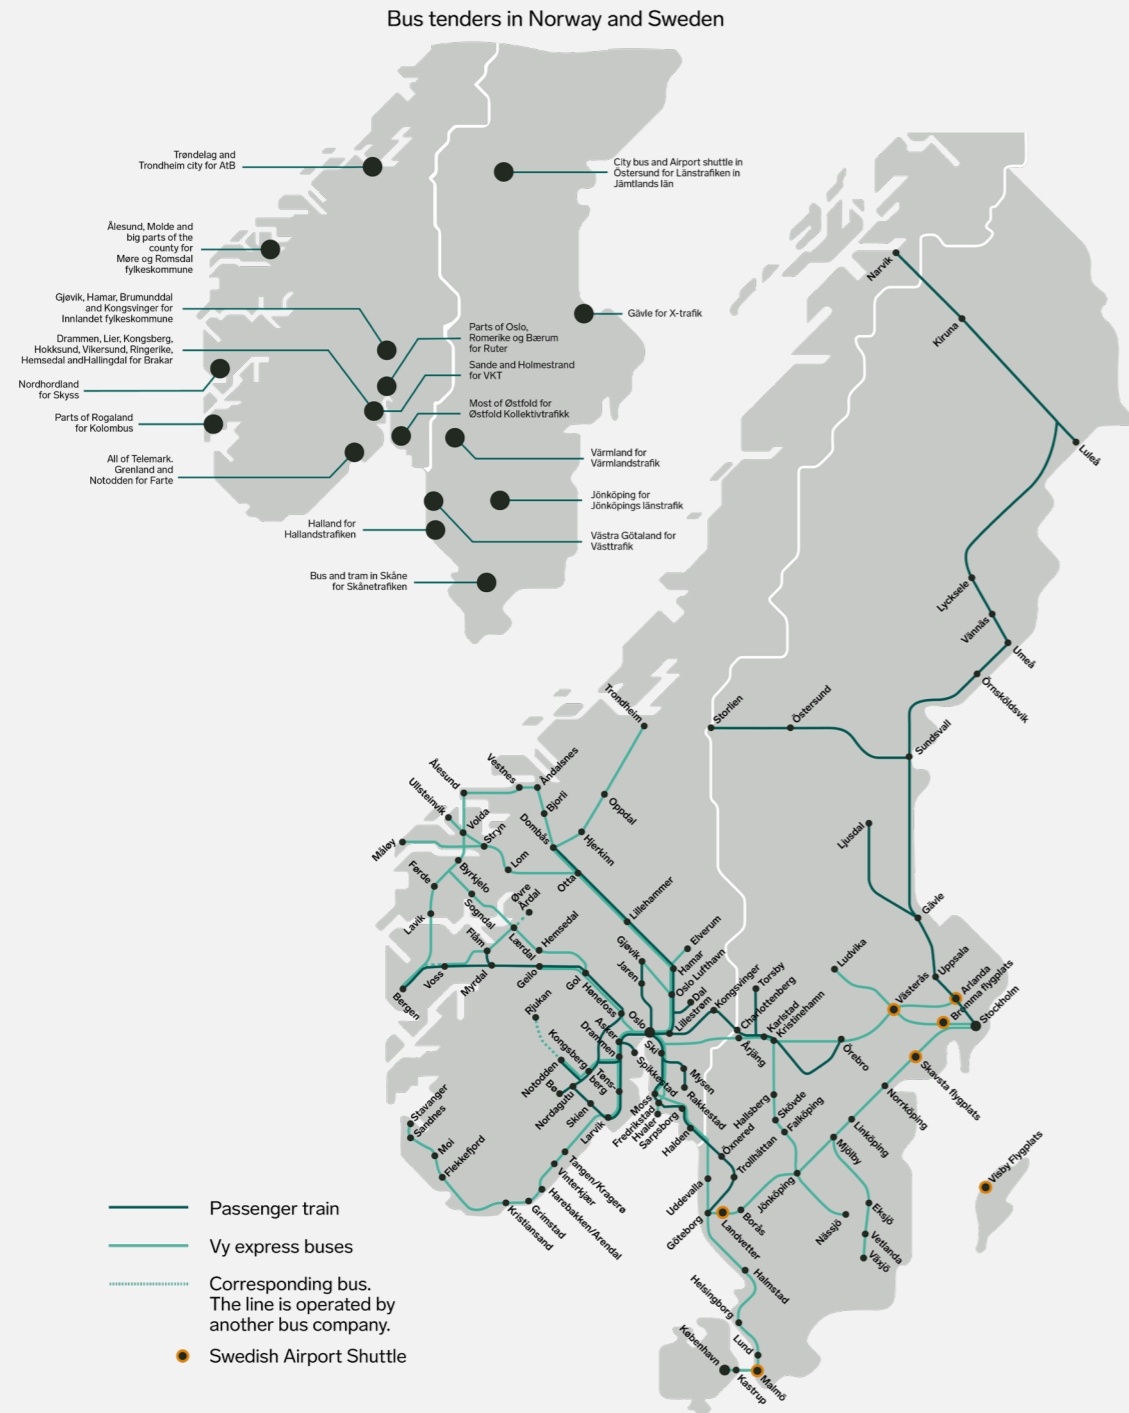 Bus tenders in Norway and Sweden
Trøndelag and
Trondheim city for AtB
City bus and Airport shuttle in
Östersund for Länstrafiken in
Jämtlands län
Ålesund, Molde and
big parts of the
county for
Møre og Romsdal
fylkeskommune
Gjøvik, Hamar, Brumunddal
and Kongsvinger for
Innlandet fylkeskommune
Gävle for X-trafik
Parts of Oslo,
Romerike og Bærum
for Ruter
Drammen, Lier, Kongsberg,
Hokksund, Vikersund, Ringerike,
Hemsedal andHallingdal for Brakar
Sande and Holmestrand
for VKT
Nordhordland
for Skyss
Most of Østfold for
Østfold Kollektivtrafikk
Parts of Rogaland
for Kolombus
Värmland for
Värmlandstrafik
All of Telemark.
Grenland and
Notodden for Farte
Jönköping for
Jönköpings länstrafik
Halland for
Hallandstrafiken
Västra Götaland for
Västtrafik
Bus and tram in Skåne
for Skånetrafiken
Narvik
Kiruna
Luleå
Lycksele
Vännäs
Umeå
Örnsköldsvik
Trondheim
Storlien
Östersund
Sundsvall
Ålesund
Vestnes
Åndalsnes
Ullsteinvik
Bjorli
Oppdal
Volda
Dombås
Hjerkinn
Ljusdal
Måløy
Stryn
Lom
Otta
Førde
Byrkjelo
Øvre
Årdal
Lillehammer
Gävle
Lavik
Sogndal
Flåm
Lærdal
Hemsedal
Gjøvik
Elverum
Hamar
Jaren
Oslo Lufthavn
Ludvika
Uppsala
Bergen
Voss
Myrdal
Geilo
Gol
Hønefoss
Dal
Lillestrøm
Kongsvinger
Torsby
Charlottenberg
Karlstad
Kristinehamn
Västerås
Arlanda
Bromma flygplats
Stockholm
Rjukan
Asker
Drammen
Oslo
Ski
Årjäng
Örebro
Skavsta flygplats
Kongsberg
Notodden
Bø
Nordagutu
Tøns-
berg
Spikkestad
Mysen
Rakkestad
Skien
Larvik
Moss
Fredrikstad
Hvaler
Sarpsborg
Halden
Hallsberg
Skövde
Falköping
Norrköping
Linköping
Mjölby
Stavanger
Sandnes
Moi
Flekkefjord
Tangen/Kragerø
Vinterkjær
Harebakken/Arendal
Grimstad
Kristiansand
Öxnered
Trollhättan
Uddevalla
Göteborg
Landvetter
Borås
Jönköping
Nässjö
Eksjö
Vetlanda
Växjö
Visby Flygplats
Halmstad
Helsingborg
Lund
København
Kastrup
Malmö
Passenger train
Vy express buses
Corresponding bus.
The line is operated by
another bus company.
Swedish Airport Shuttle